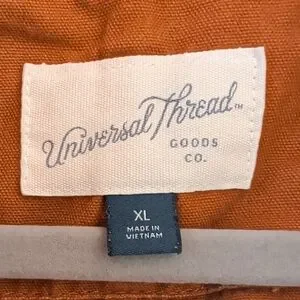 Universal Thread™
GOODS
CO.
XL
MADE IN
VIETNAM